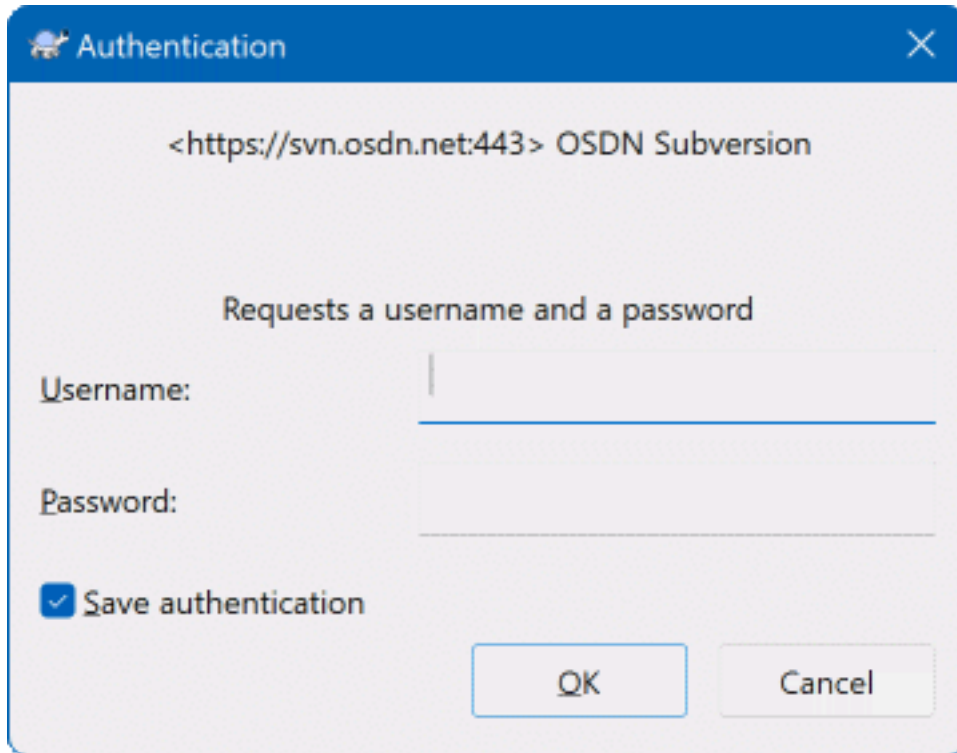 Authentication
<https://svn.osdn.net:443> OSDN Subversion
Requests a username and a password
Username:
Password:
Save authentication
OK
Cancel